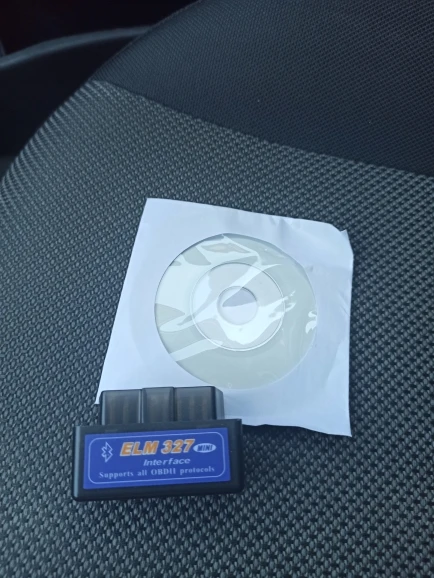 ELM 327 MINI
Interface
Supports all OBDII protocols